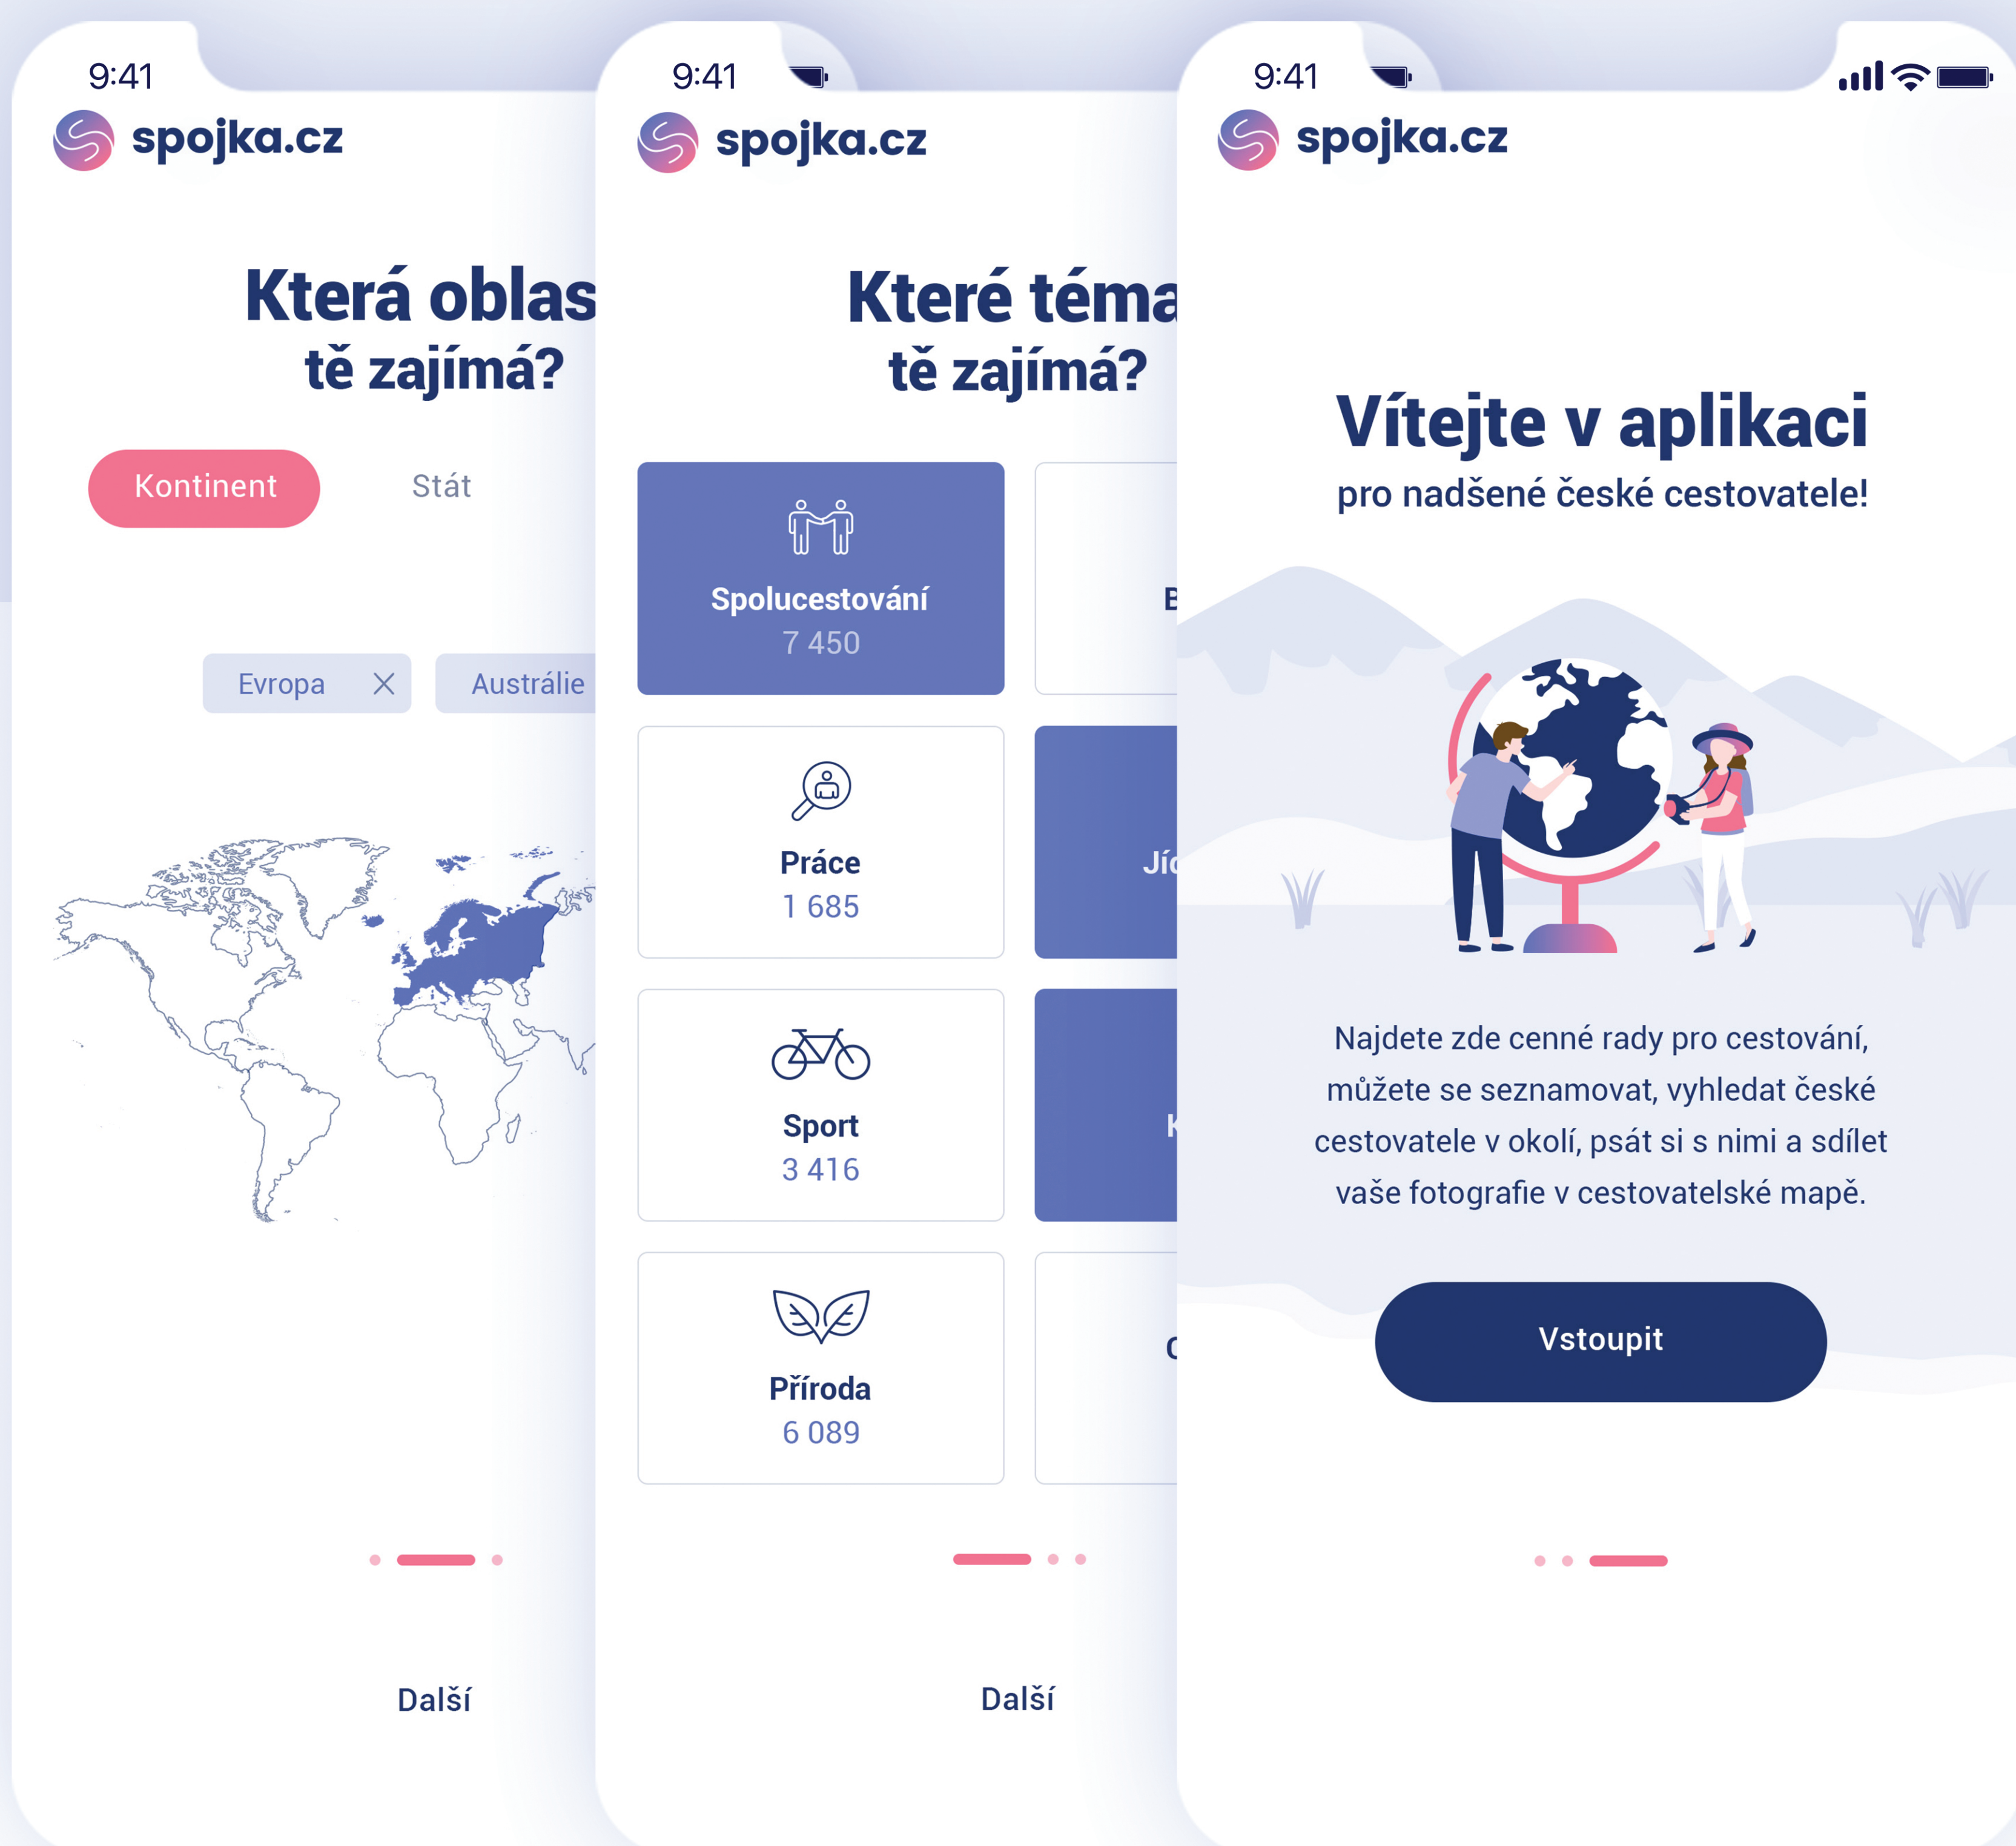 9:41
spojka.cz
Která oblas
tě zajímá?
Kontinent
Stát
Evropa
Austrálie
Další
9:41
spojka.cz
Které téma
tě zajímá?
Spolucestování
7 450
Práce
1 685
Sport
3 416
Příroda
6 089
Další
9:41
spojka.cz
Vítejte v aplikaci
pro nadšené české cestovatele!
Najdete zde cenné rady pro cestování,
můžete se seznamovat, vyhledat české
cestovatele v okolí, psát si s nimi a sdílet
vaše fotografie v cestovatelské mapě.
Vstoupit